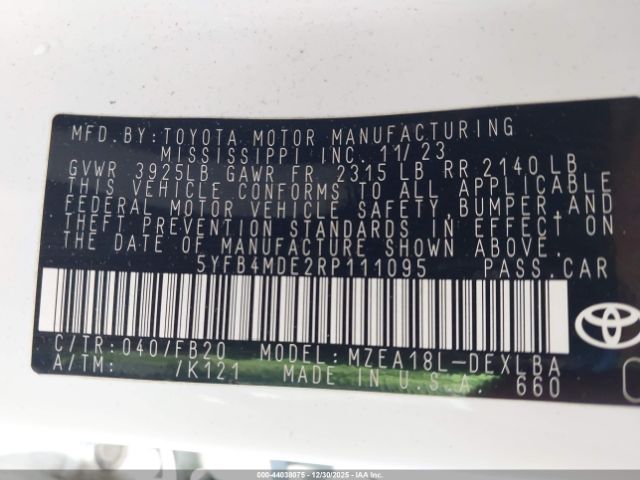 MFD. BY: TOYOTA MOTOR MANUFACTURING
MISSISSIPPI INC. 11/23
GVWR 3925LB GAWR FR 2315 LB RR 2140 LB
THIS VEHICLE CONFORMS TO ALL APPLICABLE
FEDERAL MOTOR VEHICLE SAFETY, BUMPER, AND
THEFT PREVENTION STANDARDS IN EFFECT ON
THE DATE OF MANUFACTURE SHOWN ABOVE.
5YFB4MDE2RP111095 PASS. CAR
C/TR: 040/FB20 MODEL: MZEA18L-DEXLBA
A/TM: /K121 MADE IN U.S.A. 660
000-44038075 - 12/30/2025 - IAAI.COM